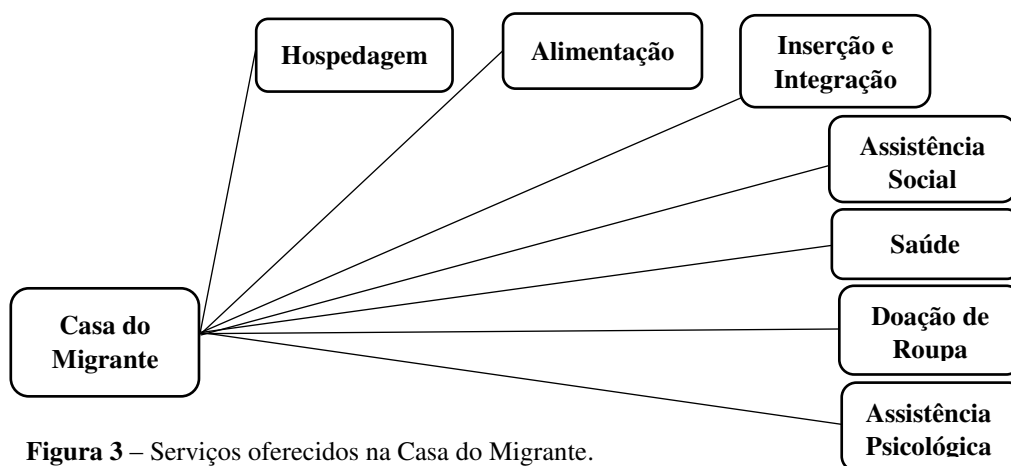 Hospedagem
Alimentação
Inserção e
Integração
Assistência
Social
Saúde
Casa do
Migrante
Doação de
Roupa
Assistência
Psicológica
Figura 3 – Serviços oferecidos na Casa do Migrante.